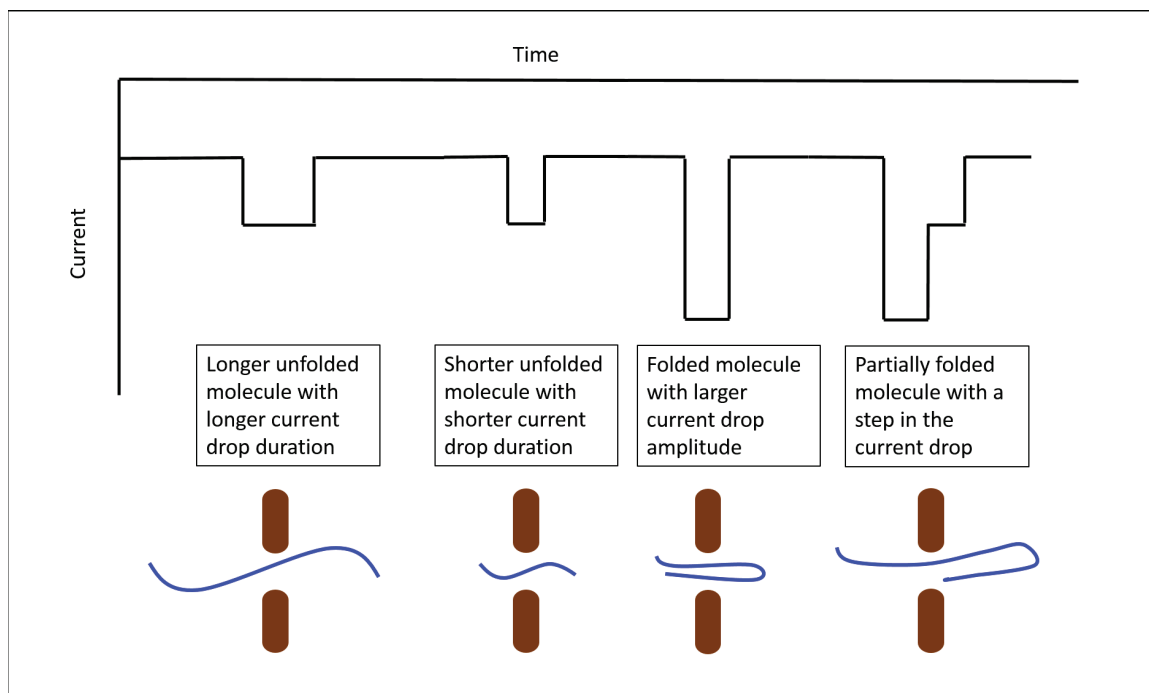 Time
Current
Longer unfolded
molecule with
longer current
drop duration
Shorter unfolded
molecule with
shorter current
drop duration
Folded molecule
with larger
current drop
amplitude
Partially folded
molecule with a
step in the
current drop